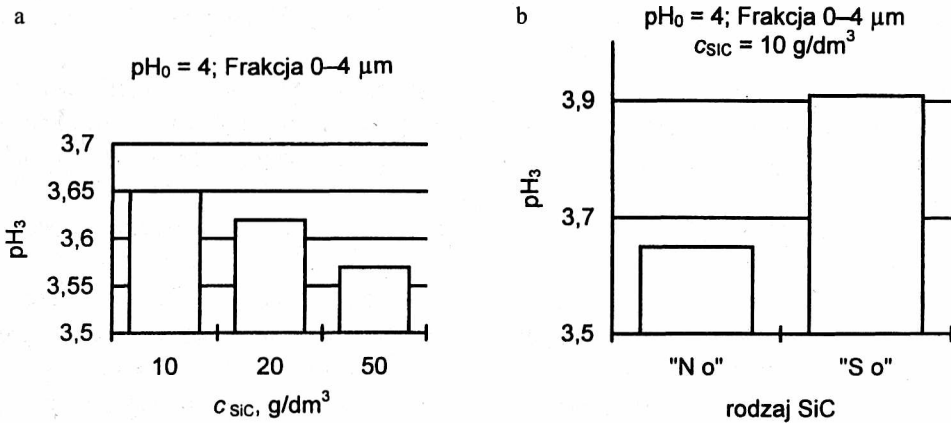 a
pH₀ = 4; Frakcja 0–4 μm
3,7
3,65
3,6
3,55
3,5
pH₃
10 20 50
c SiC, g/dm³
b
pH₀ = 4; Frakcja 0–4 μm
c SiC = 10 g/dm³
3,9
3,7
3,5
pH₃
"N o" "S o"
rodzaj SiC